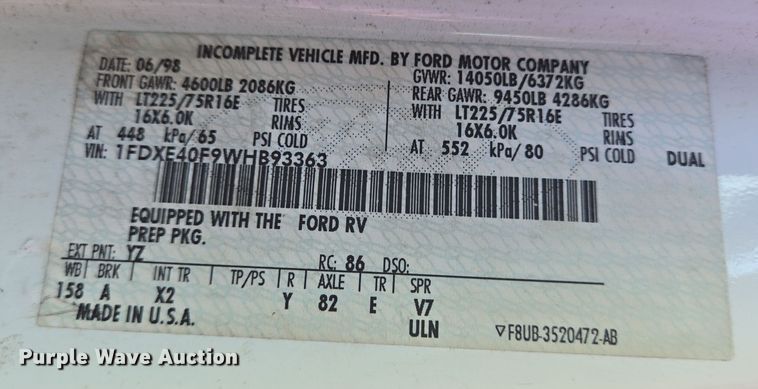 INCOMPLETE VEHICLE MFD. BY FORD MOTOR COMPANY
DATE: 06/98 GVWR: 14050LB/6372KG
FRONT GAWR: 4600LB 2086KG REAR GAWR: 9450LB 4286KG
WITH LT225/75R16E TIRES WITH LT225/75R16E TIRES
16X6.0K RIMS 16X6.0K RIMS
AT 448 kPa/65 PSI COLD AT 552 kPa/80 PSI COLD DUAL
VIN: 1FDXE40F9WHB93363
EQUIPPED WITH THE FORD RV
PREP PKG.
EXT PNT: YZ RC: 86 DSO:
WB BRK INT TR TP/PS R AXLE TR SPR
158 A X2 Y 82 E V7
MADE IN U.S.A. ULN ▽F8UB-3520472-AB
Purple Wave Auction